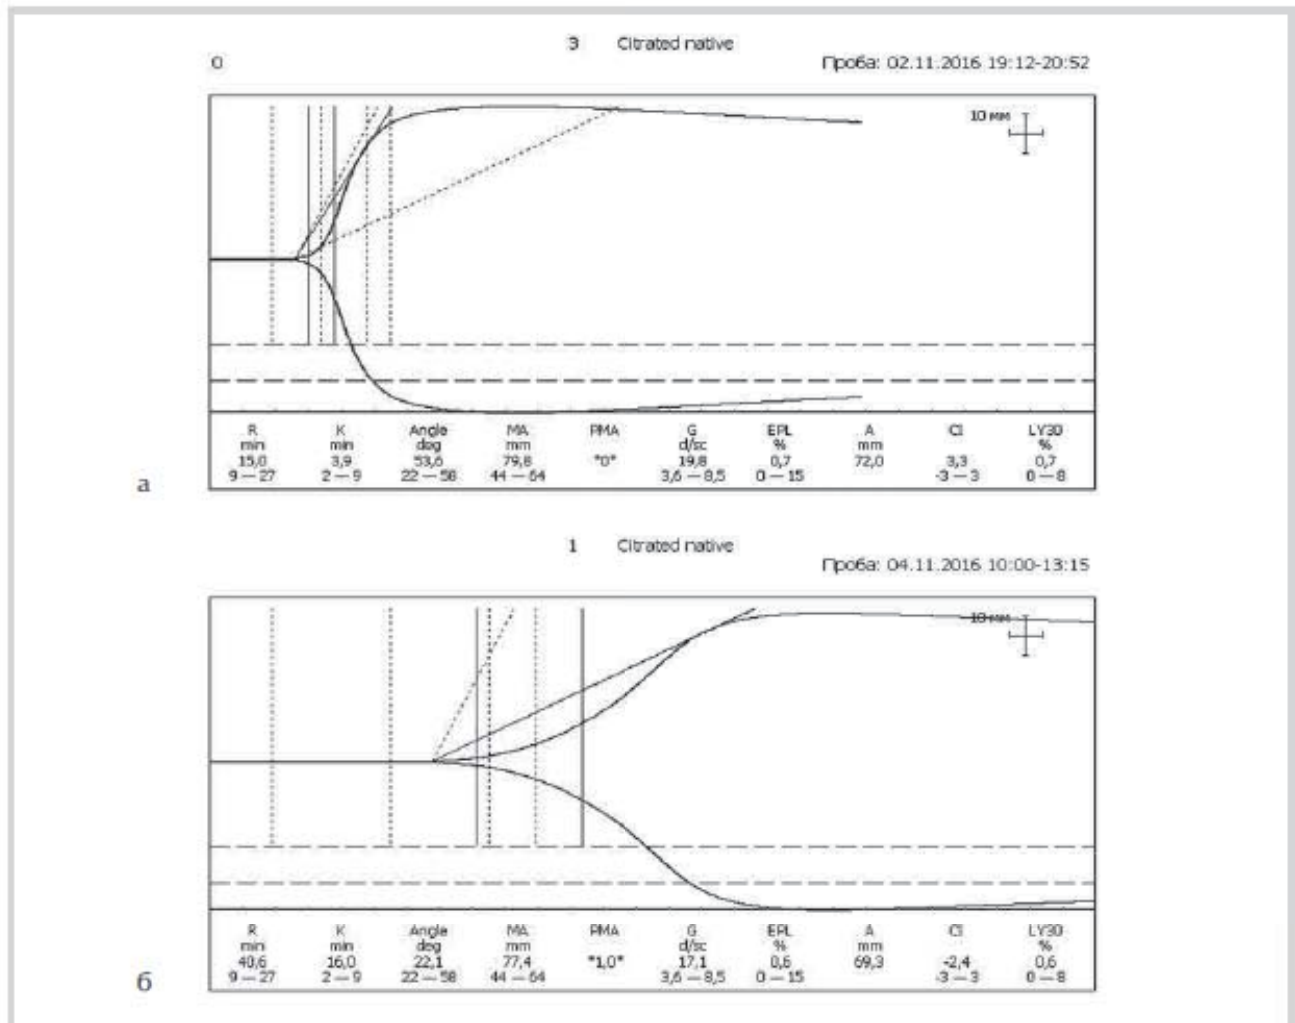 3 Citrated native
0
Проба: 02.11.2016 19:12-20:52
10 мм
R K Angle MA PMA G EPL A CI LY30
min min deg mm d/sc % mm %
15,0 3,9 53,6 79,8 *0* 19,8 0,7 72,0 3,3 0,7
9 — 27 2 — 9 22 — 58 44 — 64 3,6 — 8,5 0 — 15 -3 — 3 0 — 8
а
1 Citrated native
Проба: 04.11.2016 10:00-13:15
10 мм
R K Angle MA PMA G EPL A CI LY30
min min deg mm d/sc % mm %
40,6 16,0 22,1 77,4 *1,0* 17,1 0,6 69,3 -2,4 0,6
9 — 27 2 — 9 22 — 58 44 — 64 3,6 — 8,5 0 — 15 -3 — 3 0 — 8
б